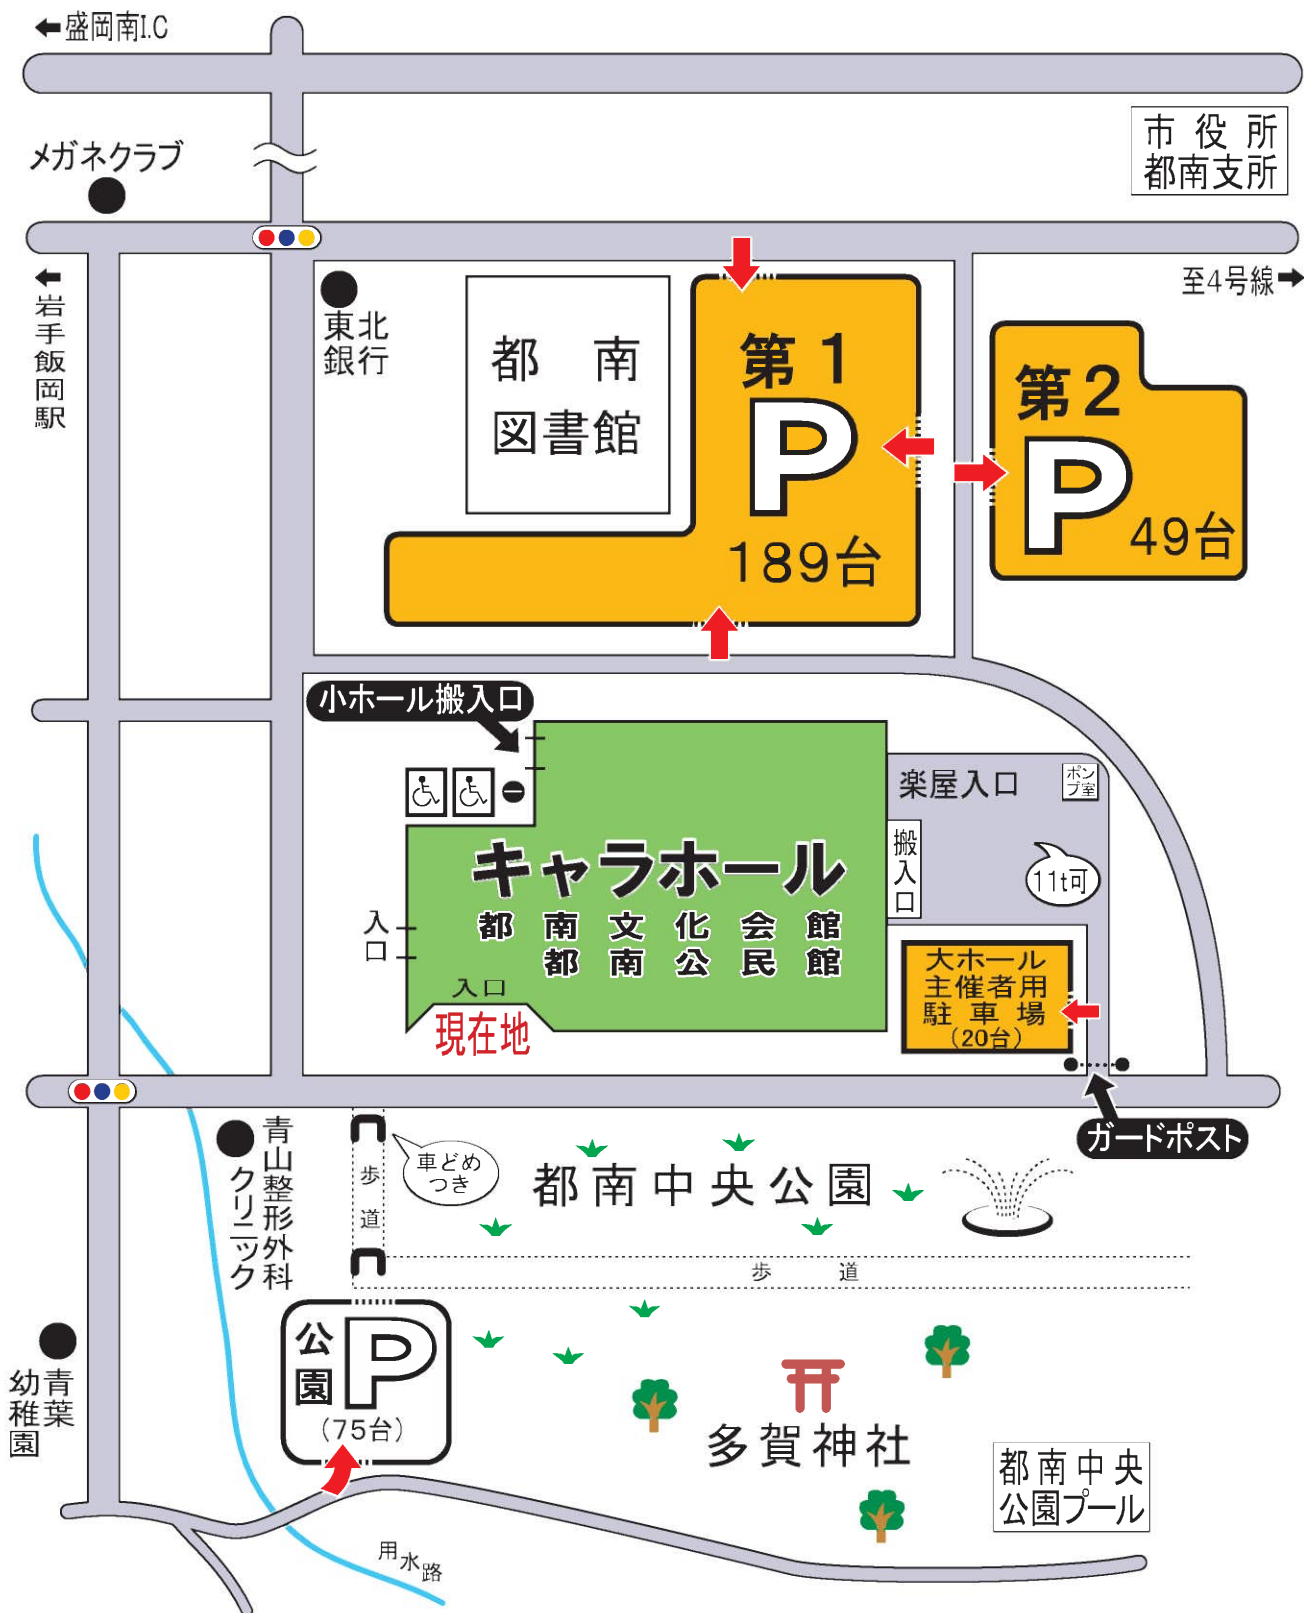 盛岡南I.C
市役所
都南支所
メガネクラブ
至4号線
岩手飯岡駅
東北
銀行
都南
図書館
第1
P
189台
第2
P
49台
小ホール搬入口
楽屋入口
ポン
プ室
搬入口
11t可
キャラホール
都南文化会館
都南公民館
入口
入口
現在地
大ホール
主催者用
駐車場
(20台)
ガードポスト
青山整形外科
クリニック
歩道
車どめ
つき
都南中央公園
歩道
公園
P
(75台)
青葉
幼稚園
多賀神社
都南中央
公園プール
用水路